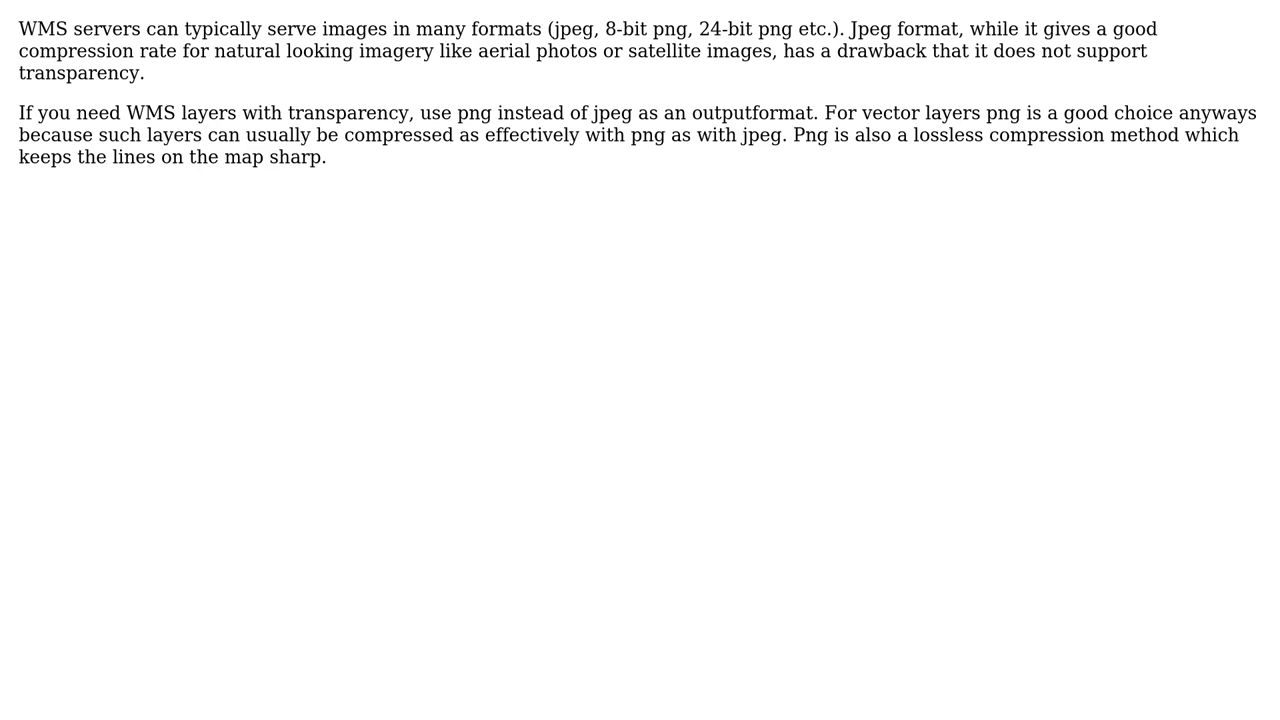 WMS servers can typically serve images in many formats (jpeg, 8-bit png, 24-bit png etc.). Jpeg format, while it gives a good
compression rate for natural looking imagery like aerial photos or satellite images, has a drawback that it does not support
transparency.
If you need WMS layers with transparency, use png instead of jpeg as an outputformat. For vector layers png is a good choice anyways
because such layers can usually be compressed as effectively with png as with jpeg. Png is also a lossless compression method which
keeps the lines on the map sharp.